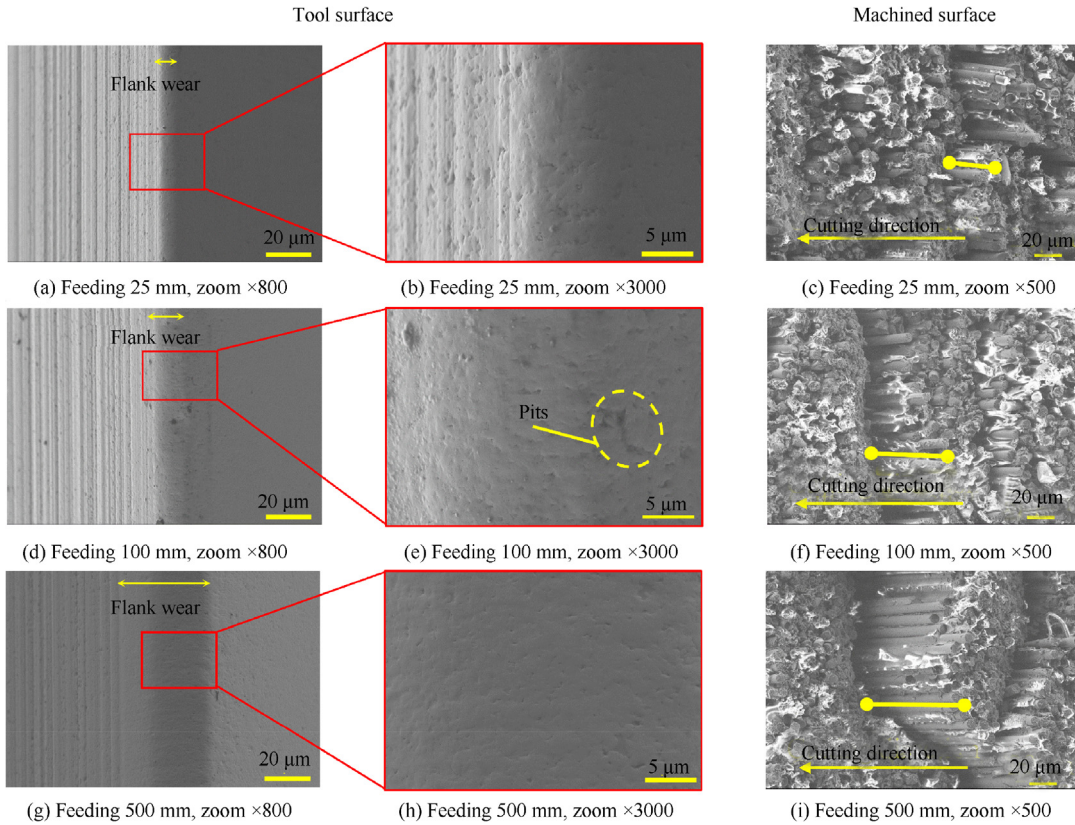 Tool surface
Machined surface
Flank wear
20 μm
5 μm
Cutting direction
20 μm
(a) Feeding 25 mm, zoom ×800
(b) Feeding 25 mm, zoom ×3000
(c) Feeding 25 mm, zoom ×500
Flank wear
20 μm
Pits
5 μm
Cutting direction
20 μm
(d) Feeding 100 mm, zoom ×800
(e) Feeding 100 mm, zoom ×3000
(f) Feeding 100 mm, zoom ×500
Flank wear
20 μm
5 μm
Cutting direction
20 μm
(g) Feeding 500 mm, zoom ×800
(h) Feeding 500 mm, zoom ×3000
(i) Feeding 500 mm, zoom ×500